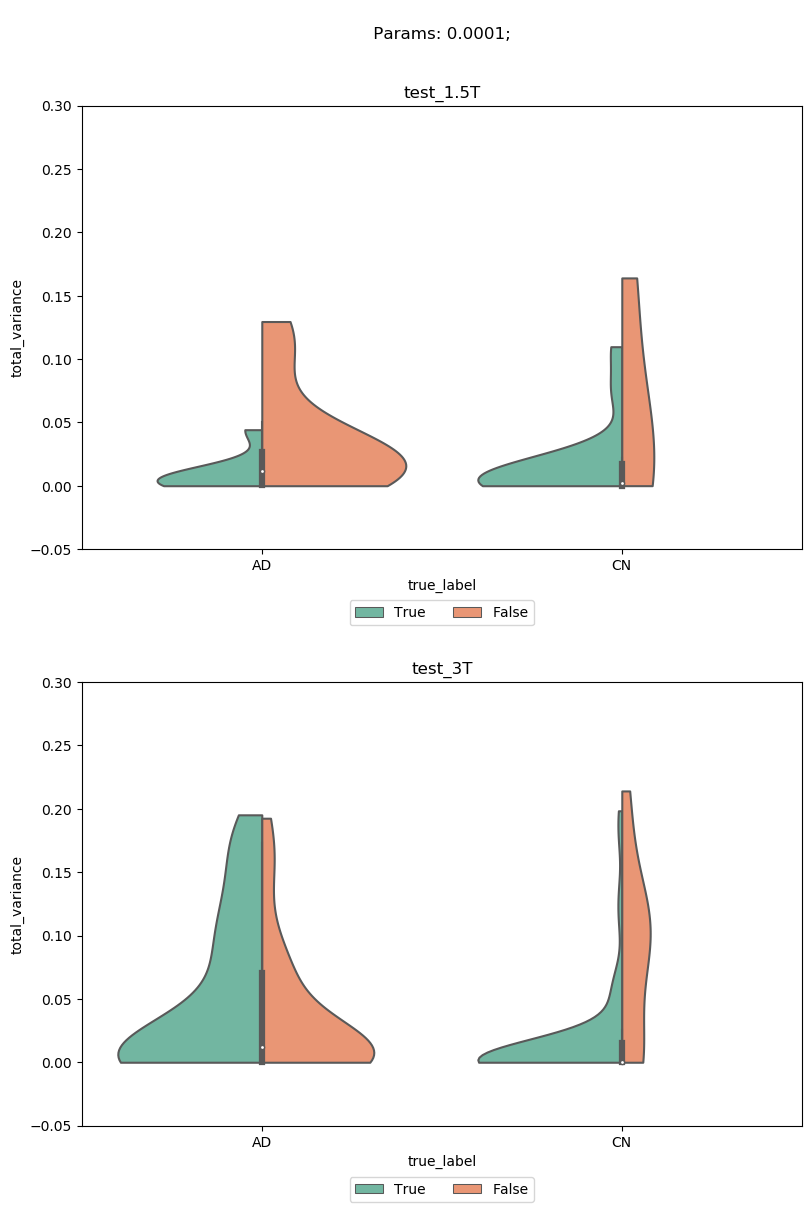 Params: 0.0001;
test_1.5T
0.30
0.25
0.20
0.15
0.10
0.05
0.00
−0.05
total_variance
AD
CN
true_label
True
False
test_3T
0.30
0.25
0.20
0.15
0.10
0.05
0.00
−0.05
total_variance
AD
CN
true_label
True
False